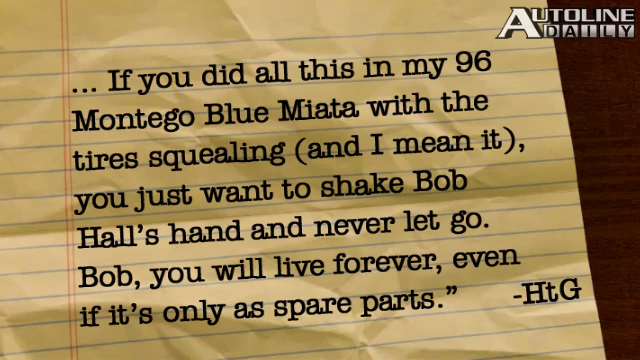 AUTOLINE
DAILY
... If you did all this in my 96
Montego Blue Miata with the
tires squealing (and I mean it),
you just want to shake Bob
Hall's hand and never let go.
Bob, you will live forever, even
if it's only as spare parts.”
-HtG